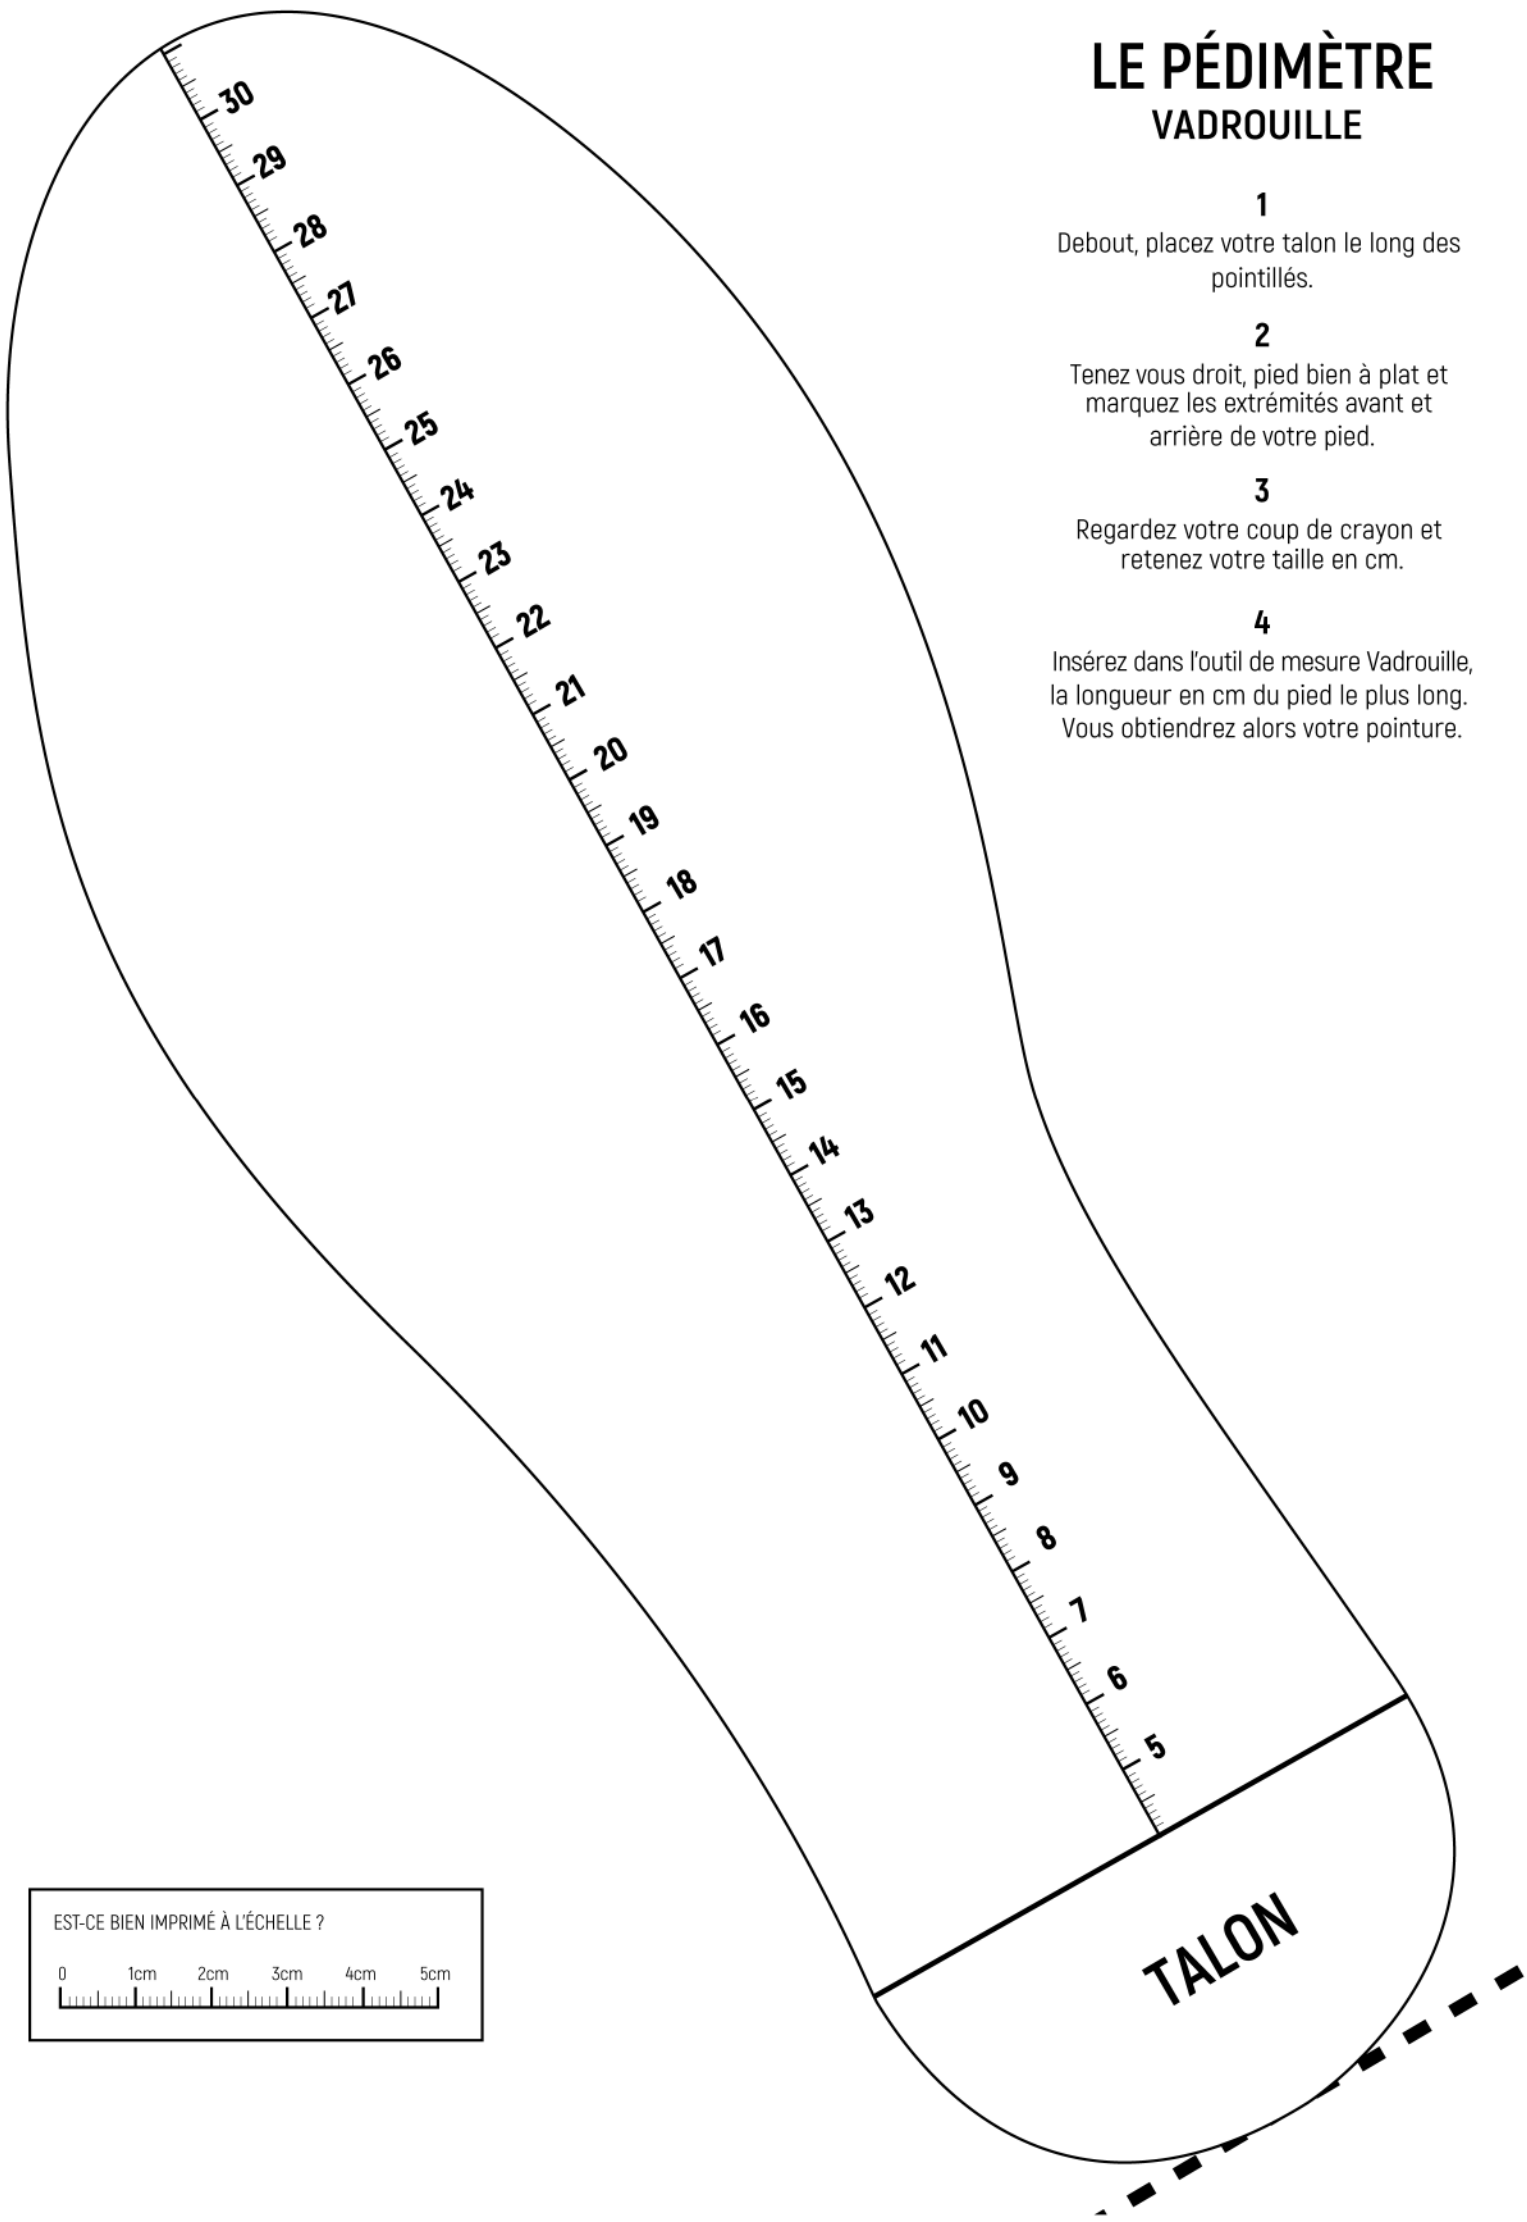 LE PÉDIMÈTRE
VADROUILLE
1
Debout, placez votre talon le long des
pointillés.
2
Tenez vous droit, pied bien à plat et
marquez les extrémités avant et
arrière de votre pied.
3
Regardez votre coup de crayon et
retenez votre taille en cm.
4
Insérez dans l'outil de mesure Vadrouille,
la longueur en cm du pied le plus long.
Vous obtiendrez alors votre pointure.
30
29
28
27
26
25
24
23
22
21
20
19
18
17
16
15
14
13
12
11
10
9
8
7
6
5
TALON
EST-CE BIEN IMPRIMÉ À L'ÉCHELLE ?
0 1cm 2cm 3cm 4cm 5cm